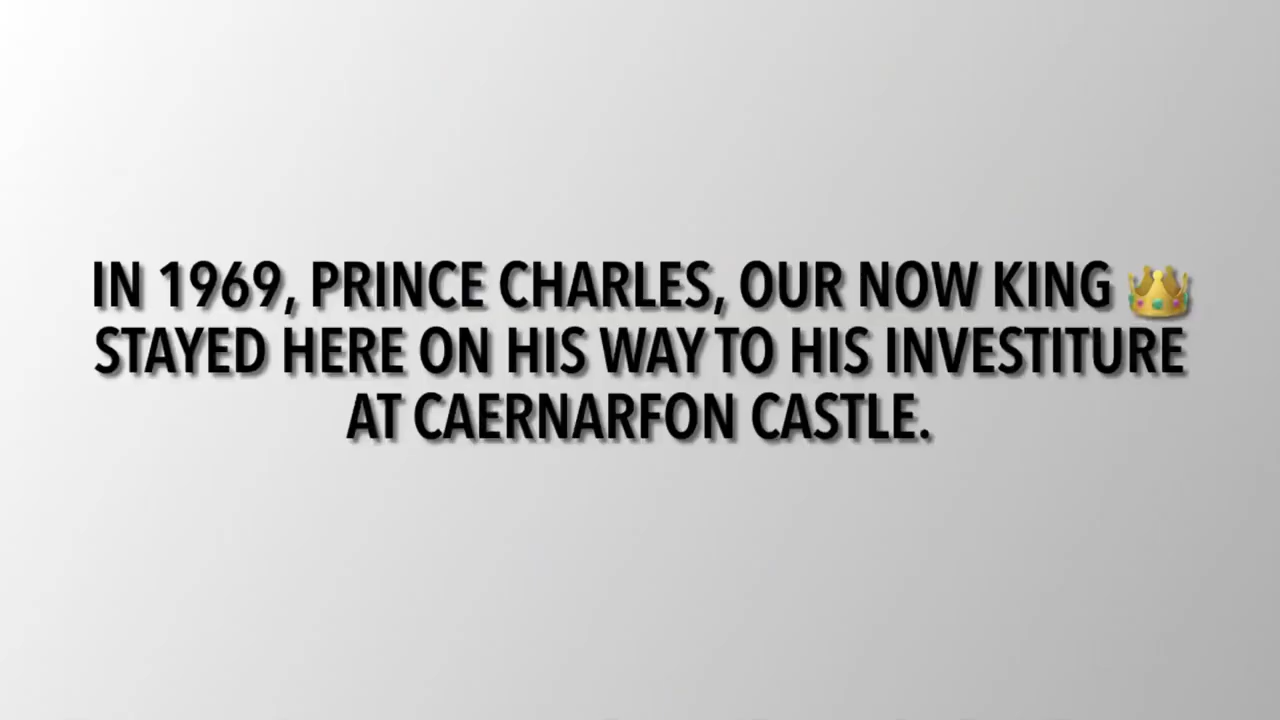 IN 1969, PRINCE CHARLES, OUR NOW KING 👑
STAYED HERE ON HIS WAY TO HIS INVESTITURE
AT CAERNARFON CASTLE.